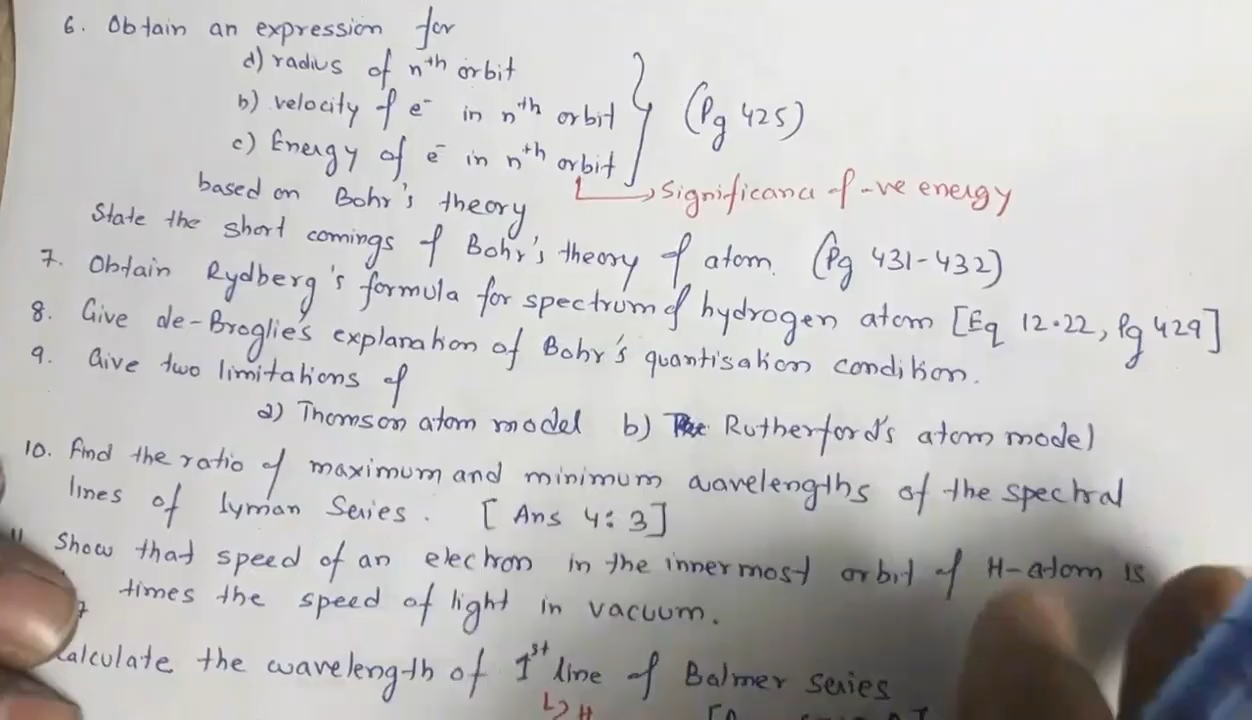 6. Obtain an expression for
a) radius of nth orbit
b) velocity of e- in nth orbit
(Pg 425)
c) Energy of e- in nth orbit
Significance of -ve energy
based on Bohr's theory
State the short comings of Bohr's theory of atom. (Pg 431-432)
7. Obtain Rydberg's formula for spectrum of hydrogen atom [Eq 12.22, Pg 429]
8. Give de-Broglie's explanation of Bohr's quantisation condition.
9. Give two limitations of
a) Thomson atom model b) Rutherford's atom model
10. Find the ratio of maximum and minimum wavelengths of the spectral
lines of Lyman Series. [Ans 4:3]
Show that speed of an electron in the innermost orbit of H-atom is
times the speed of light in vacuum.
alculate the wavelength of 1st line of Balmer series